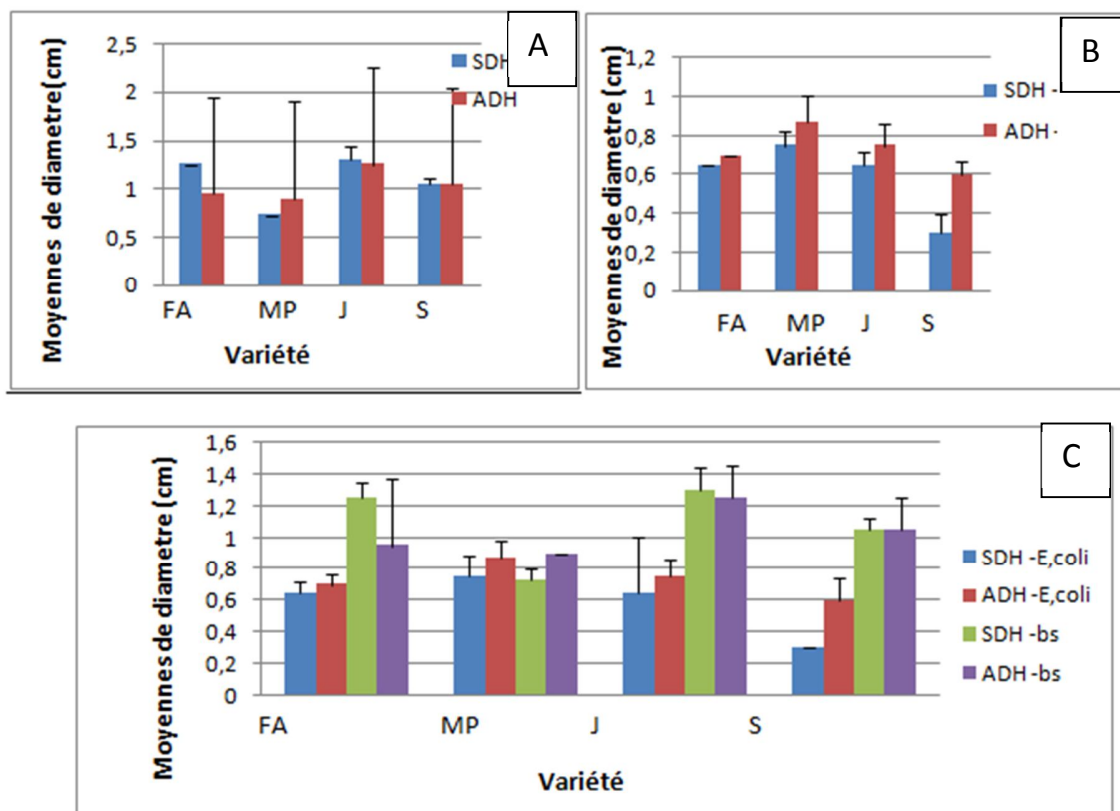 A
Moyennes de diametre(cm)
2,5
2
1,5
1
0,5
0
FA MP J S
Variété
SDH
ADH
B
Moyennes de diametre (cm)
1,2
1
0,8
0,6
0,4
0,2
0
FA MP J S
Variété
SDH -
ADH -
C
Moyennes de diametre (cm)
1,6
1,4
1,2
1
0,8
0,6
0,4
0,2
0
FA MP J S
Variété
SDH -E,coli
ADH -E,coli
SDH -bs
ADH -bs